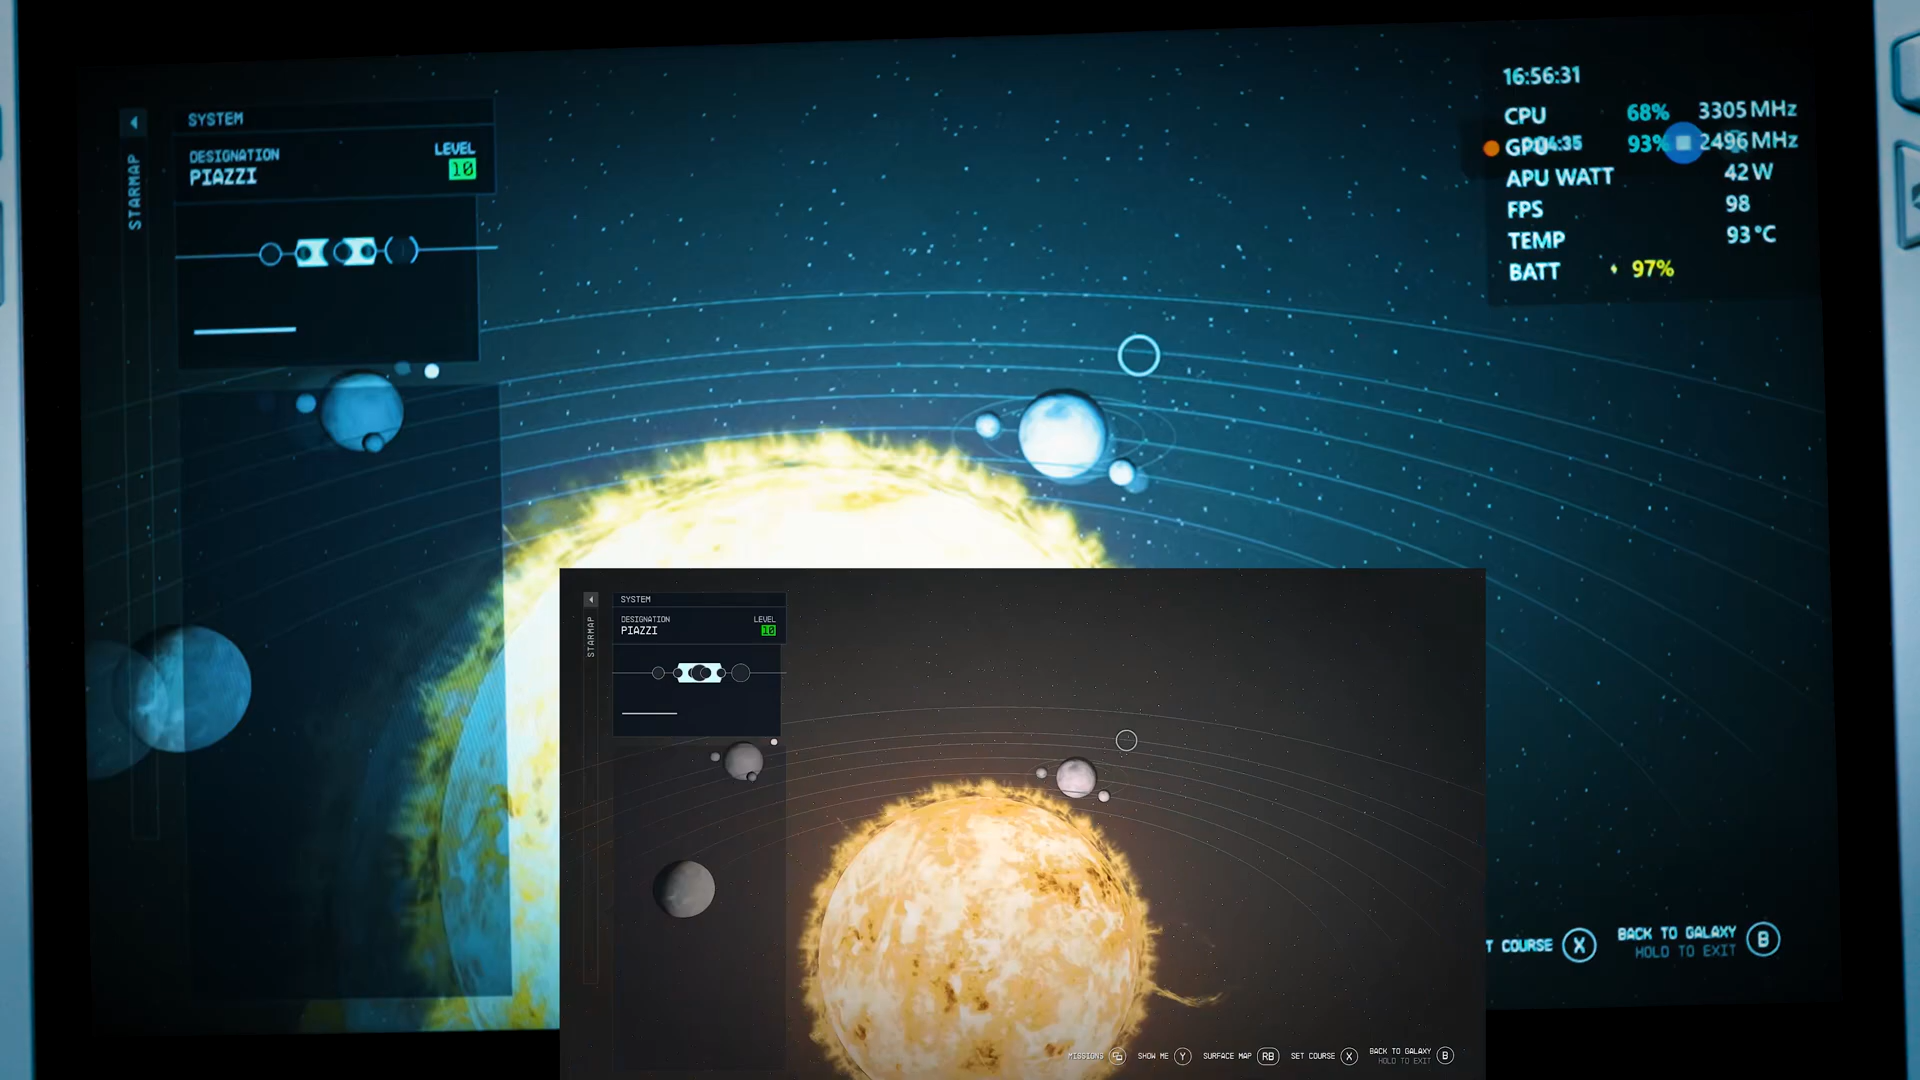 SYSTEM
DESIGNATION LEVEL
PIAZZI 10
STARMAP
16:56:31
CPU 68% 3305 MHz
GPU 93% 2496 MHz
APU WATT 42 W
FPS 98
TEMP 93 °C
BATT 97%
T COURSE X BACK TO GALAXY B
HOLD TO EXIT
SYSTEM
DESIGNATION LEVEL
PIAZZI 10
STARMAP
MISSIONS SHOW ME Y SURFACE MAP RB SET COURSE X BACK TO GALAXY B
HOLD TO EXIT